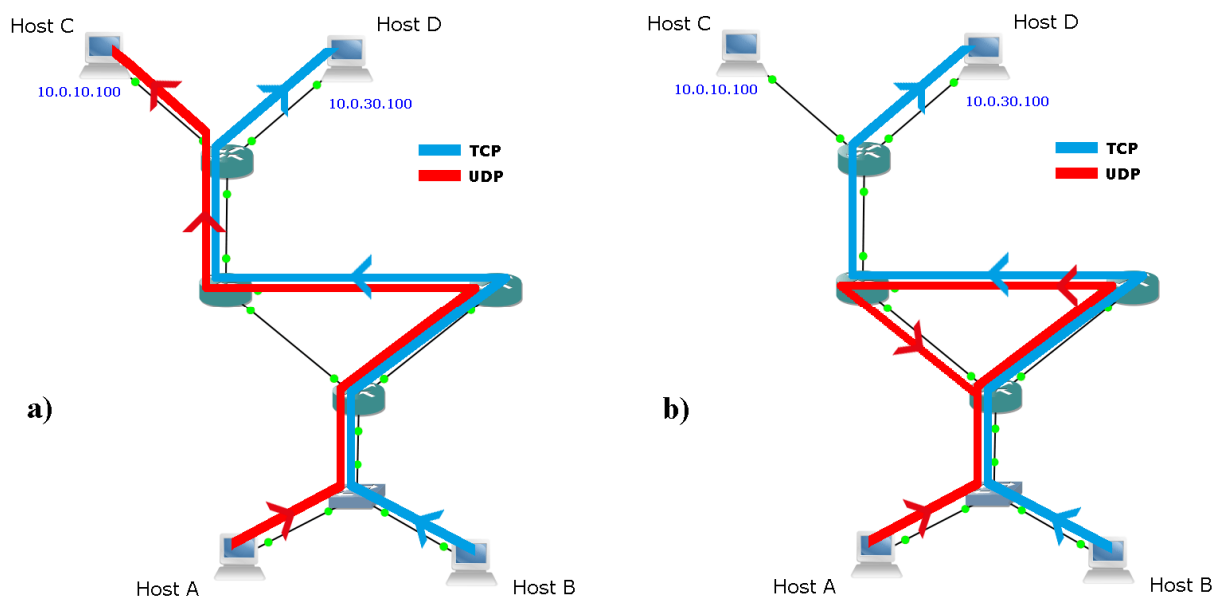 Host C
Host D
10.0.10.100
10.0.30.100
TCP
UDP
a)
Host A
Host B
Host C
Host D
10.0.10.100
10.0.30.100
TCP
UDP
b)
Host A
Host B